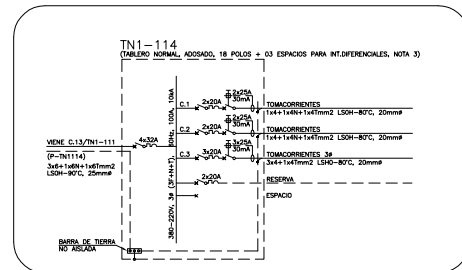 TN1-114
(TABLERO NORMAL, ADOSADO, 18 POLOS + 03 ESPACIOS PARA INT.DIFERENCIALES, NOTA 3)
2x25A
30mA
C.1
2x20A
TOMACORRIENTES
1x4+1x4N+1x4Tmm2 LSOH-80°C, 20mmø
2x25A
30mA
C.2
2x20A
TOMACORRIENTES
1x4+1x4N+1x4Tmm2 LSOH-80°C, 20mmø
VIENE C.13/TN1-111
4x32A
(P-TN1114)
3x6+1x6N+1x6Tmm2
LSOH-90°C, 25mmø
3x25A
30mA
C.3
3x20A
TOMACORRIENTES 3ø
3x4+1x4Tmm2 LSHO-80°C, 20mmø
2x20A
RESERVA
ESPACIO
380-220V, 3ø (3F+N+T), 60Hz, 100A, 10kA
BARRA DE TIERRA
NO AISLADA